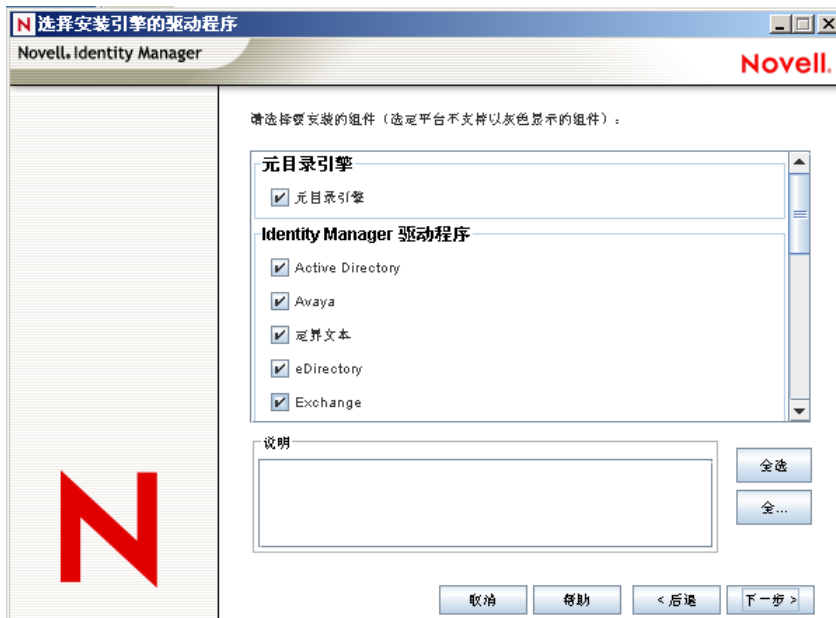 选择安装引擎的驱动程序
Novell® Identity Manager
Novell®
请选择要安装的组件（选定平台不支持以灰色显示的组件）：
元目录引擎
元目录引擎
Identity Manager 驱动程序
Active Directory
Avaya
定界文本
eDirectory
Exchange
说明
全选
全...
取消
帮助
< 后退
下一步 >